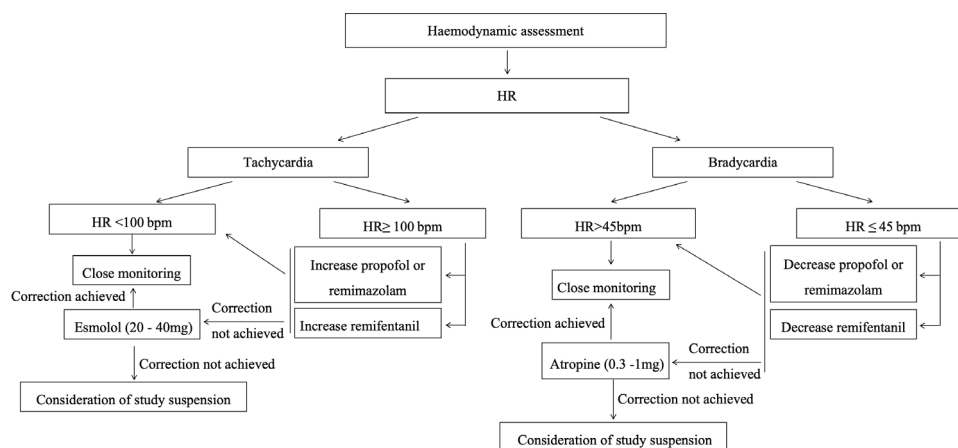 Haemodynamic assessment
HR
Tachycardia
Bradycardia
HR <100 bpm
HR≥ 100 bpm
HR>45bpm
HR ≤ 45 bpm
Close monitoring
Increase propofol or
remimazolam
Close monitoring
Decrease propofol or
remimazolam
Correction achieved
Esmolol (20 - 40mg)
Correction
not achieved
Increase remifentanil
Correction achieved
Decrease remifentanil
Correction not achieved
Atropine (0.3 -1mg)
Correction
not achieved
Consideration of study suspension
Correction not achieved
Consideration of study suspension